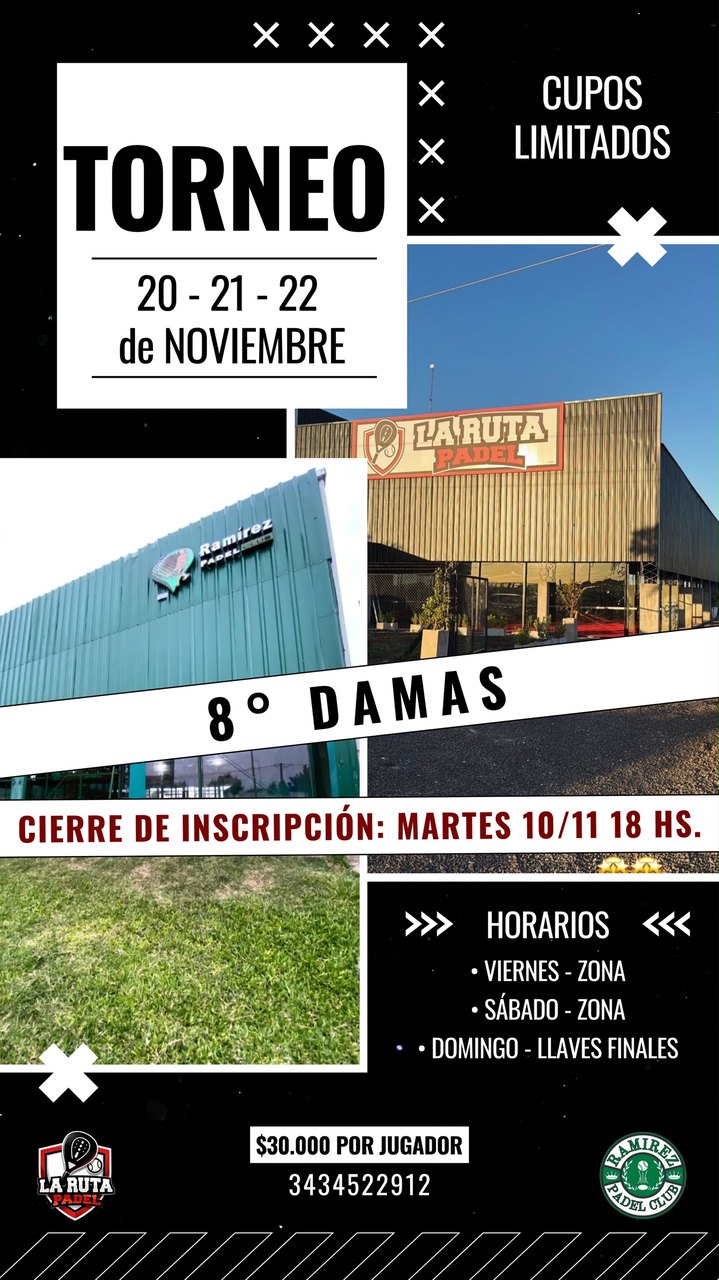 CUPOS
LIMITADOS
TORNEO
20 - 21 - 22
de NOVIEMBRE
LA RUTA
PADEL
Ramírez
PADEL CLUB
8° DAMAS
CIERRE DE INSCRIPCIÓN: MARTES 10/11 18 HS.
>>> HORARIOS <<<
• VIERNES - ZONA
• SÁBADO - ZONA
• DOMINGO - LLAVES FINALES
$30.000 POR JUGADOR
3434522912
LA RUTA
PADEL
RAMIREZ
PADEL CLUB